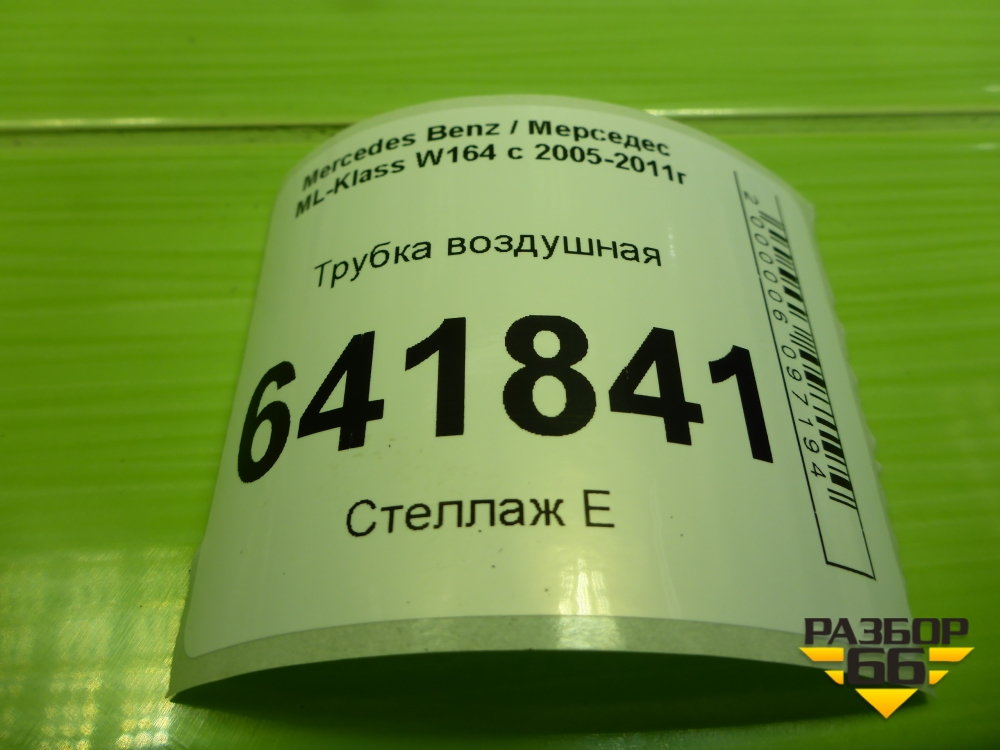 Mercedes Benz / Мерседес
ML-Klass W164 с 2005-2011г
Трубка воздушная
641841
Стеллаж Е
2000006097194
РАЗБОР
66